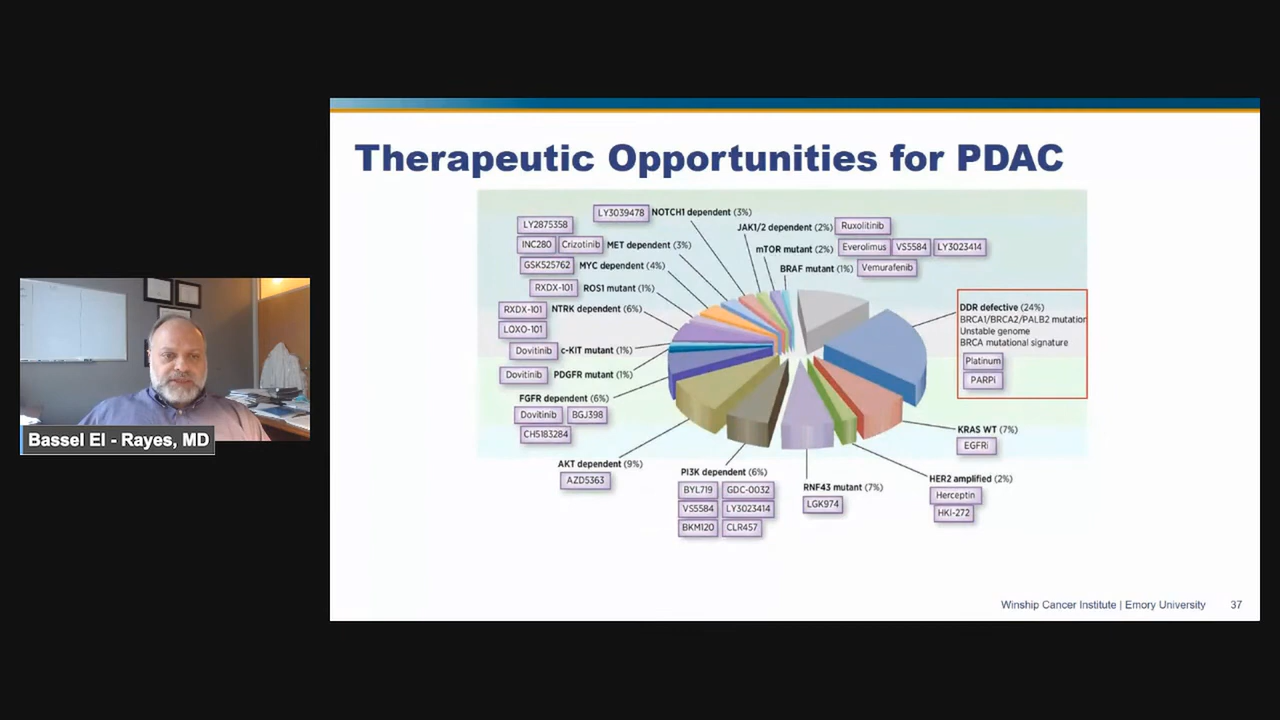 Therapeutic Opportunities for PDAC
LY3039478 NOTCH1 dependent (3%)
LY2875358
INC280 Crizotinib MET dependent (3%)
GSK525762 MYC dependent (4%)
RXDX-101 ROS1 mutant (1%)
RXDX-101 NTRK dependent (6%)
LOXO-101
Dovitinib c-KIT mutant (1%)
Dovitinib PDGFR mutant (1%)
FGFR dependent (6%)
Dovitinib BGJ398
CH5183284
AKT dependent (9%)
AZD5363
PI3K dependent (6%)
BYL719 GDC-0032
VS5584 LY3023414
BKM120 CLR457
RNF43 mutant (7%)
LGK974
HER2 amplified (2%)
Herceptin
HKI-272
KRAS WT (7%)
EGFRi
DDR defective (24%)
BRCA1/BRCA2/PALB2 mutation
Unstable genome
BRCA mutational signature
Platinum
PARPi
JAK1/2 dependent (2%) Ruxolitinib
mTOR mutant (2%) Everolimus VS5584 LY3023414
BRAF mutant (1%) Vemurafenib
Winship Cancer Institute | Emory University 37
Bassel El - Rayes, MD